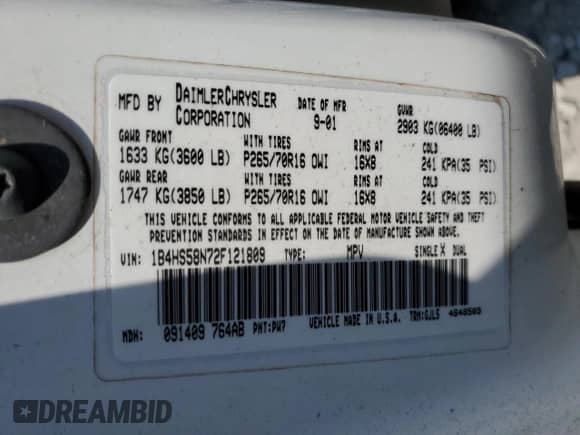 MFD BY DAIMLERCHRYSLER CORPORATION DATE OF MFR 9-01 GVWR 2903 KG(06400 LB)
GAWR FRONT WITH TIRES RIMS AT COLD
1633 KG(3600 LB) P265/70R16 OWI 16X8 241 KPA(35 PSI)
GAWR REAR WITH TIRES RIMS AT COLD
1747 KG(3850 LB) P265/70R16 OWI 16X8 241 KPA(35 PSI)
THIS VEHICLE CONFORMS TO ALL APPLICABLE FEDERAL MOTOR VEHICLE SAFETY AND THEFT
PREVENTION STANDARDS IN EFFECT ON THE DATE OF MANUFACTURE SHOWN ABOVE.
VIN: 1B4HS58N72F121809 TYPE: MPV SINGLE X DUAL
MDH: 091409 764AB PNT:PW7 VEHICLE MADE IN U.S.A. TRM:GJLS 4648509
DREAMBID